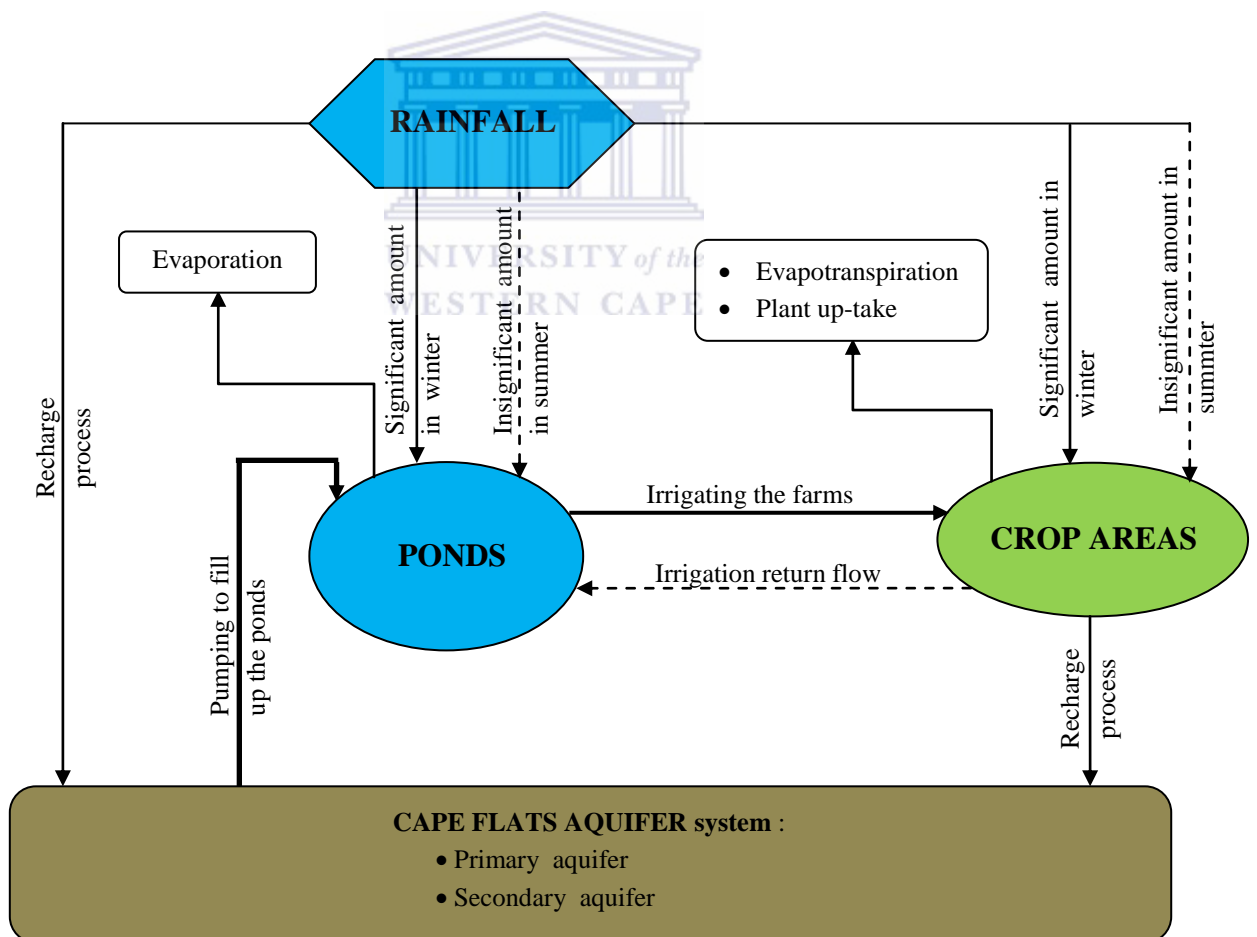 RAINFALL
Evaporation
UNIVERSITY of the
WESTERN CAPE
• Evapotranspiration
• Plant up-take
Significant amount
in winter
Insignificant amount
in summer
Significant amount in
winter
Insignificant amount in
summter
Recharge
process
Pumping to fill
up the ponds
PONDS
Irrigating the farms
Irrigation return flow
CROP AREAS
Recharge
process
CAPE FLATS AQUIFER system :
• Primary aquifer
• Secondary aquifer